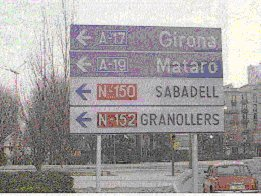 A-17 Girona
A-19 Mataró
N-150 SABADELL
N-152 GRANOLLERS